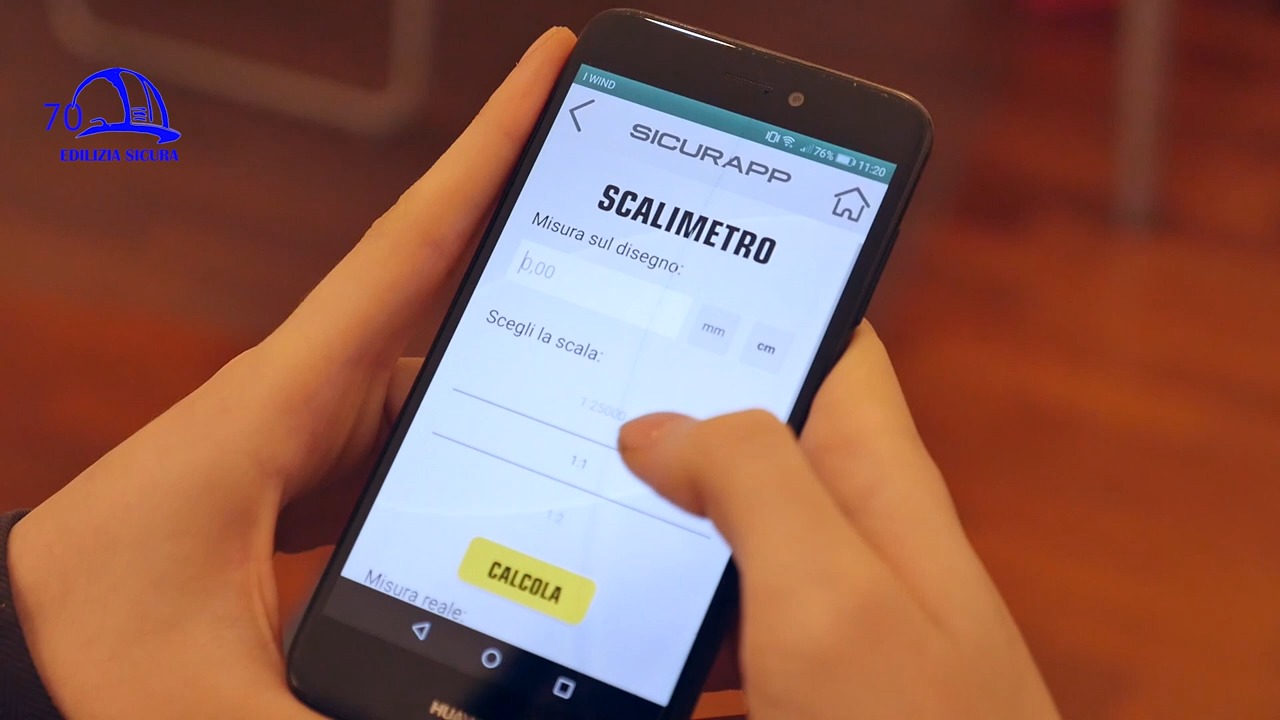 70
EDILIZIA SICURA
I WIND
76% 11:20
SICURAPP
SCALIMETRO
Misura sul disegno:
0,00
mm cm
Scegli la scala:
1:25000
1:1
1:2
CALCOLA
Misura reale: